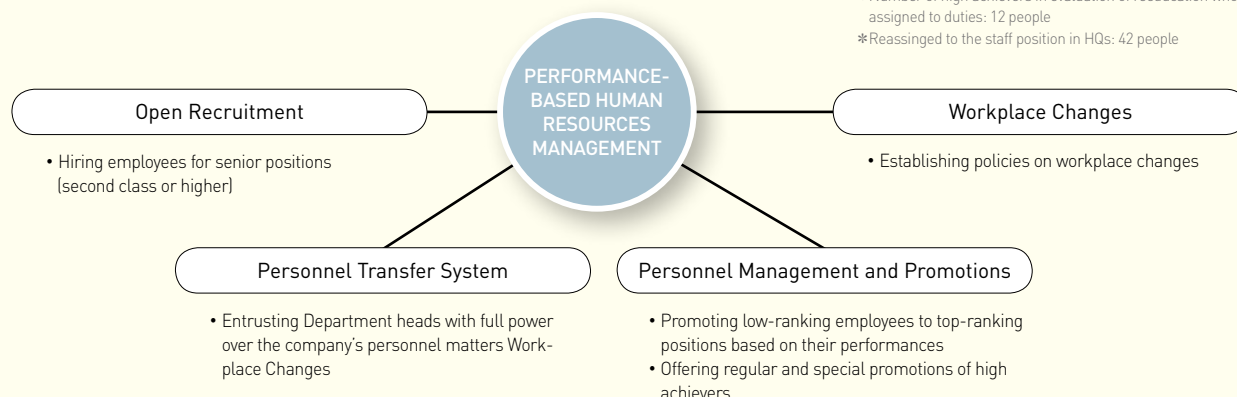 assigned to duties: 12 people
*Reassinged to the staff position in HQs: 42 people
PERFORMANCE-
BASED HUMAN
RESOURCES
MANAGEMENT
Open Recruitment
• Hiring employees for senior positions
(second class or higher)
Workplace Changes
• Establishing policies on workplace changes
Personnel Transfer System
• Entrusting Department heads with full power
over the company's personnel matters Work-
place Changes
Personnel Management and Promotions
• Promoting low-ranking employees to top-ranking
positions based on their performances
• Offering regular and special promotions of high
achievers